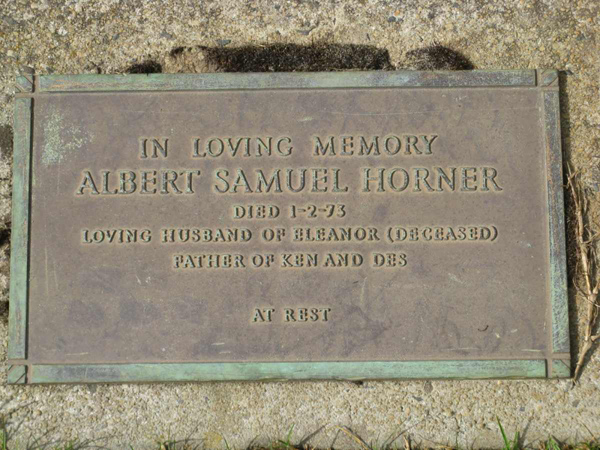 IN LOVING MEMORY
ALBERT SAMUEL HORNER
DIED 1-2-73
LOVING HUSBAND OF ELEANOR (DECEASED)
FATHER OF KEN AND DES
AT REST